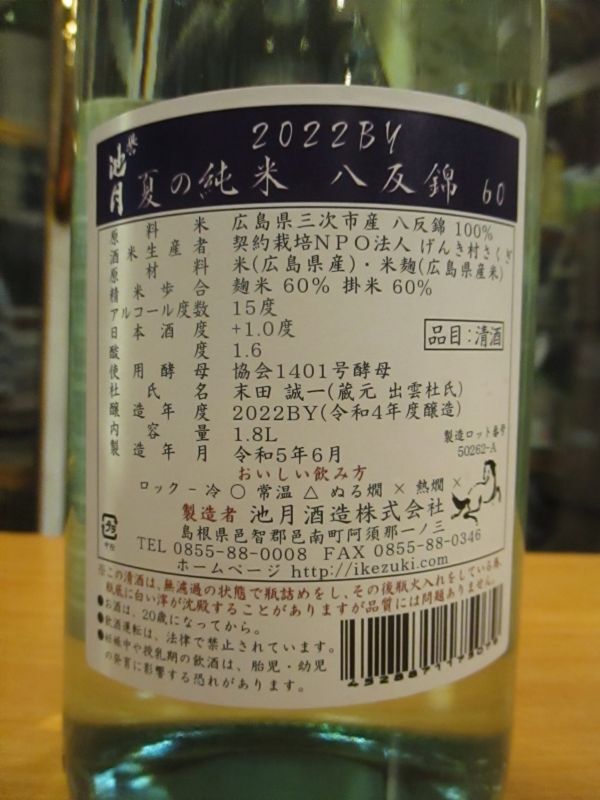 2022BY
誉
池月
夏の純米 八反錦 60
原料米 広島県三次市産 八反錦 100%
酒米生産者 契約栽培NPO法人 げんき村さくぎ
原材料 米(広島県産)・米麹(広島県産米)
精米歩合 麹米 60% 掛米 60%
アルコール度数 15度
日本酒度 +1.0度
品目:清酒
酸度 1.6
使用酵母 協会1401号酵母
杜氏名 末田 誠一(蔵元 出雲杜氏)
醸造年度 2022BY(令和4年度醸造)
内容量 1.8L
製造ロット番号
製造年月 令和5年6月
50262-A
おいしい飲み方
ロック - 冷 ○ 常温 △ ぬる燗 × 熱燗 ×
製造者 池月酒造株式会社
島根県邑智郡邑南町阿須那一ノ三
TEL 0855-88-0008 FAX 0855-88-0346
ホームページ http://ikezuki.com/
※この清酒は、無濾過の状態で瓶詰めをし、その後瓶火入れをしている為、
瓶底に白い滓が沈殿することがありますが品質には問題ありません。
●お酒は、20歳になってから。
●飲酒運転は、法律で禁止されています。
●妊娠中や授乳期の飲酒は、胎児・幼児
の発育に影響する恐れがあります。